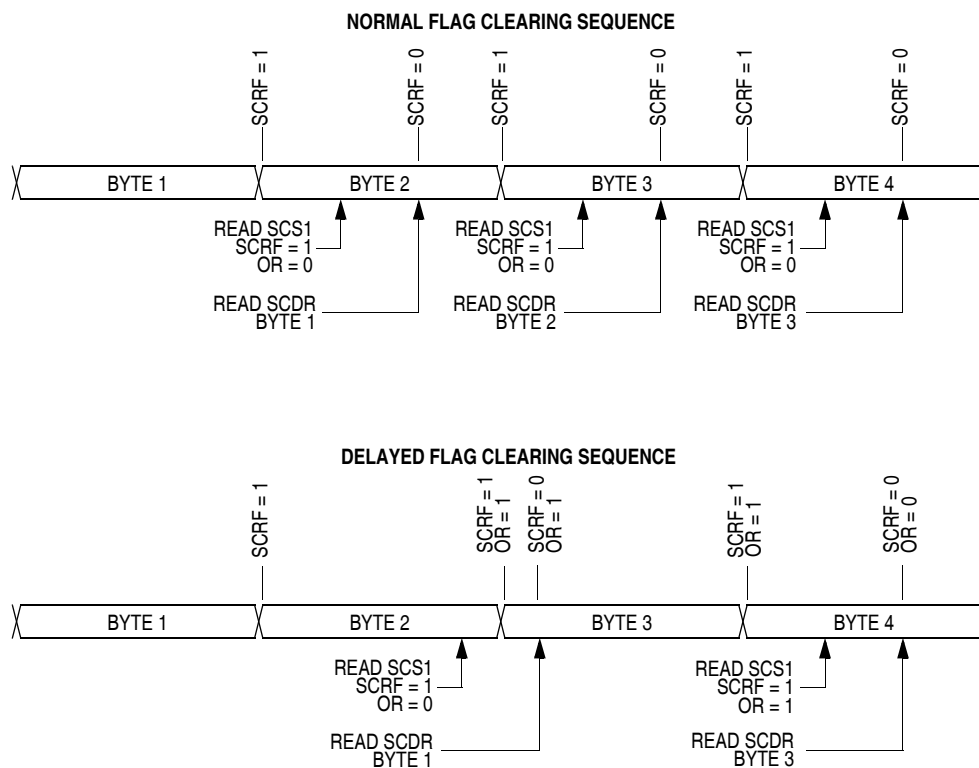 NORMAL FLAG CLEARING SEQUENCE
SCRF = 1
SCRF = 0
SCRF = 1
SCRF = 0
SCRF = 1
SCRF = 0
BYTE 1
BYTE 2
BYTE 3
BYTE 4
READ SCS1
SCRF = 1
OR = 0
READ SCS1
SCRF = 1
OR = 0
READ SCS1
SCRF = 1
OR = 0
READ SCDR
BYTE 1
READ SCDR
BYTE 2
READ SCDR
BYTE 3
DELAYED FLAG CLEARING SEQUENCE
SCRF = 1
SCRF = 1
OR = 1
SCRF = 0
OR = 1
SCRF = 1
OR = 1
SCRF = 0
OR = 0
BYTE 1
BYTE 2
BYTE 3
BYTE 4
READ SCS1
SCRF = 1
OR = 0
READ SCS1
SCRF = 1
OR = 1
READ SCDR
BYTE 1
READ SCDR
BYTE 3